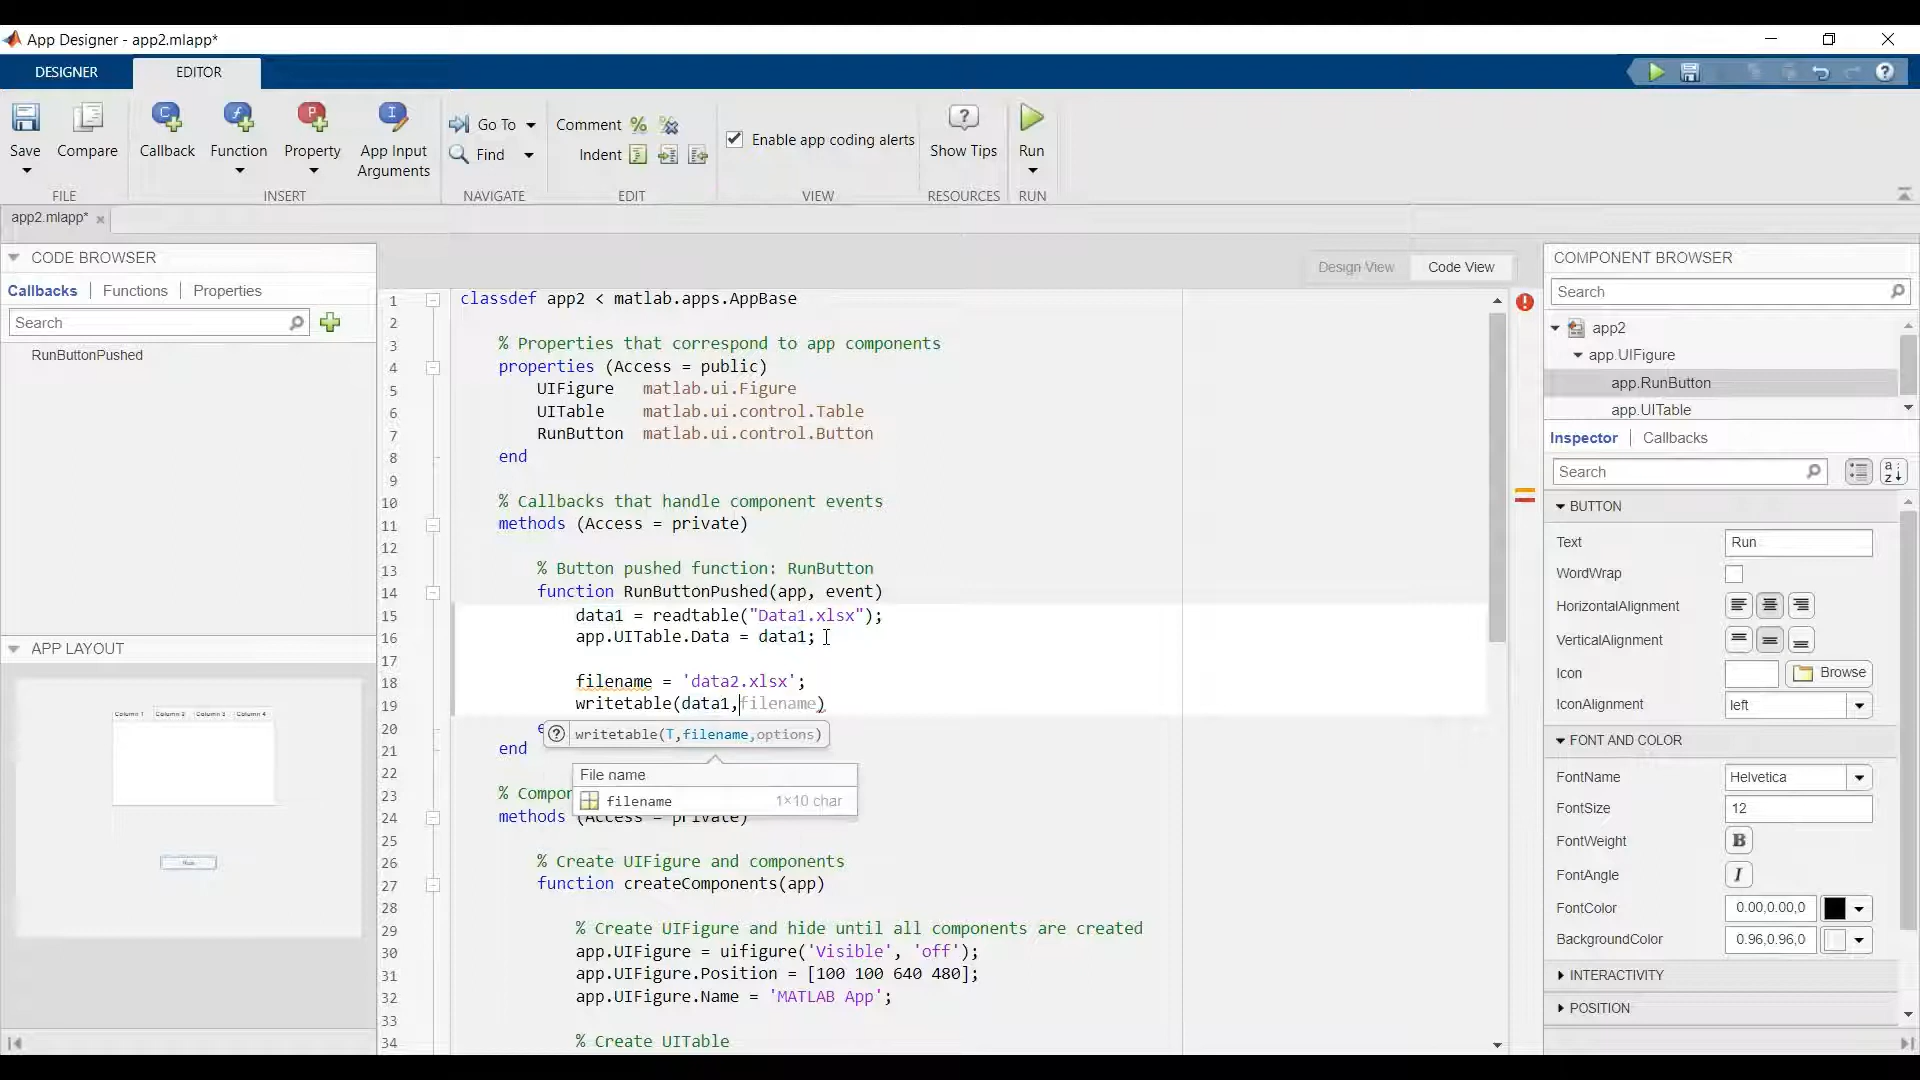 App Designer - app2.mlapp*
DESIGNER
EDITOR
Save
Compare
Callback
Function
Property
App Input
Arguments
Go To
Find
Comment
Indent
Enable app coding alerts
Show Tips
Run
FILE
INSERT
NAVIGATE
EDIT
VIEW
RESOURCES
RUN
app2.mlapp*
CODE BROWSER
Callbacks
Functions
Properties
Search
RunButtonPushed
APP LAYOUT
Column 1 Column 2 Column 3 Column 4
Design View
Code View
1 classdef app2 < matlab.apps.AppBase
2
3 % Properties that correspond to app components
4 properties (Access = public)
5 UIFigure matlab.ui.Figure
6 UITable matlab.ui.control.Table
7 RunButton matlab.ui.control.Button
8 end
9
10 % Callbacks that handle component events
11 methods (Access = private)
12
13 % Button pushed function: RunButton
14 function RunButtonPushed(app, event)
15 data1 = readtable("Data1.xlsx");
16 app.UITable.Data = data1;
17
18 filename = 'data2.xlsx';
19 writetable(data1,filename)
20
writetable(T,filename,options)
21 end
22
File name
filename 1×10 char
23 % Compon
24 methods (Access = private)
25
26 % Create UIFigure and components
27 function createComponents(app)
28
29 % Create UIFigure and hide until all components are created
30 app.UIFigure = uifigure('Visible', 'off');
31 app.UIFigure.Position = [100 100 640 480];
32 app.UIFigure.Name = 'MATLAB App';
33
34 % Create UITable
COMPONENT BROWSER
Search
app2
app.UIFigure
app.RunButton
app.UITable
Inspector
Callbacks
Search
BUTTON
Text
Run
WordWrap
HorizontalAlignment
VerticalAlignment
Icon
Browse
IconAlignment
left
FONT AND COLOR
FontName
Helvetica
FontSize
12
FontWeight
B
FontAngle
I
FontColor
0.00,0.00,0
BackgroundColor
0.96,0.96,0
INTERACTIVITY
POSITION